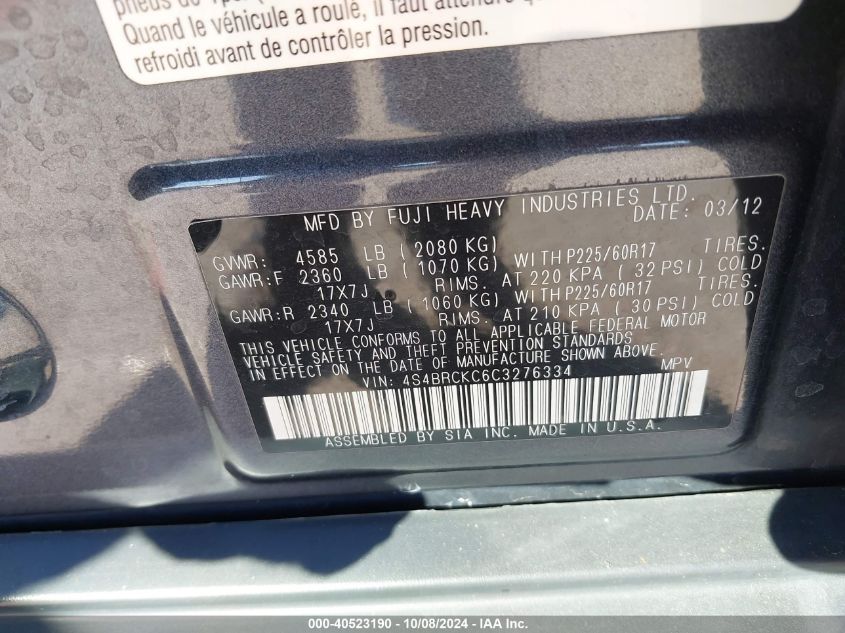 Quand le véhicule a roulé, il faut attendre
refroidi avant de contrôler la pression.
MFD BY FUJI HEAVY INDUSTRIES LTD.
DATE: 03/12
GVWR: 4585 LB ( 2080 KG)
GAWR:F 2360 LB ( 1070 KG) WITH P225/60R17 TIRES.
17X7J RIMS. AT 220 KPA ( 32 PSI) COLD
GAWR:R 2340 LB ( 1060 KG) WITH P225/60R17 TIRES.
17X7J RIMS. AT 210 KPA ( 30 PSI) COLD
THIS VEHICLE CONFORMS TO ALL APPLICABLE FEDERAL MOTOR
VEHICLE SAFETY AND THEFT PREVENTION STANDARDS
IN EFFECT ON THE DATE OF MANUFACTURE SHOWN ABOVE.
VIN: 4S4BRCKC6C3276334 MPV
ASSEMBLED BY SIA INC. MADE IN U.S.A.
000-40523190 - 10/08/2024 - IAA Inc.